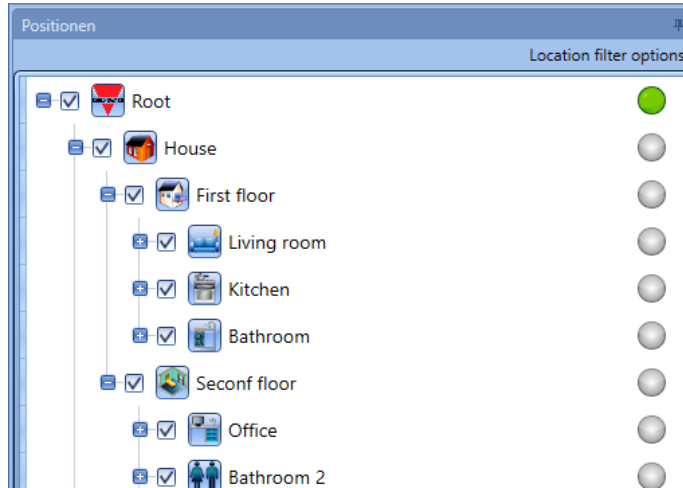 Positionen
Location filter options
Root
House
First floor
Living room
Kitchen
Bathroom
Seconf floor
Office
Bathroom 2